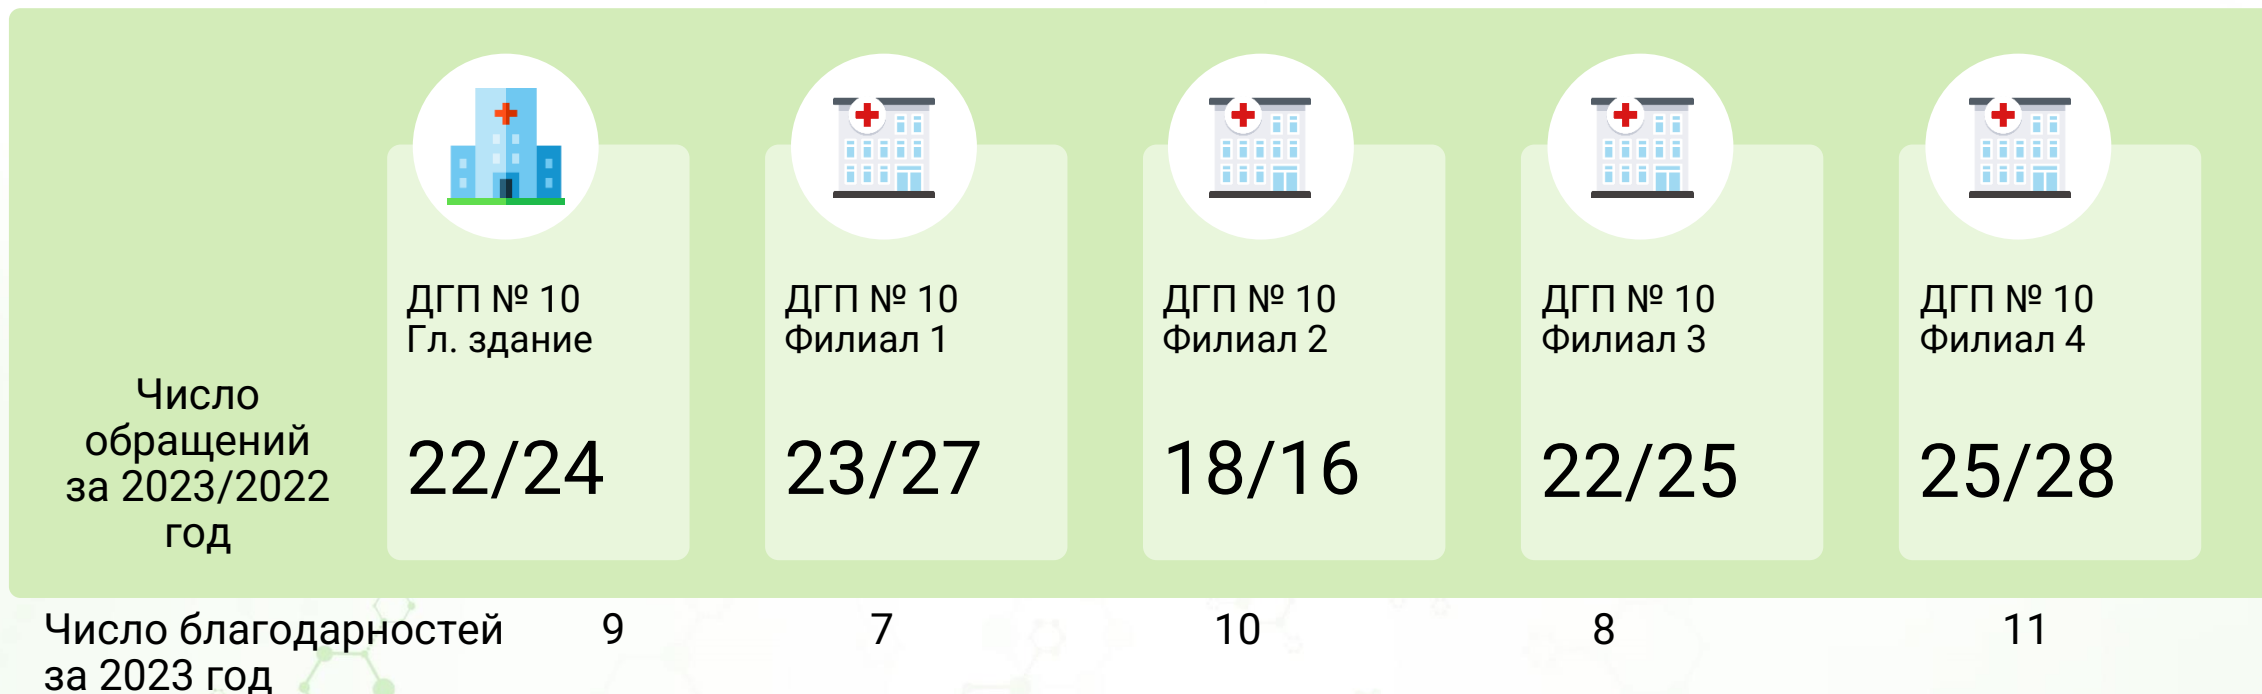 ДГП № 10
Гл. здание
ДГП № 10
Филиал 1
ДГП № 10
Филиал 2
ДГП № 10
Филиал 3
ДГП № 10
Филиал 4
Число
обращений
за 2023/2022
год
22/24
23/27
18/16
22/25
25/28
Число благодарностей
за 2023 год
9
7
10
8
11